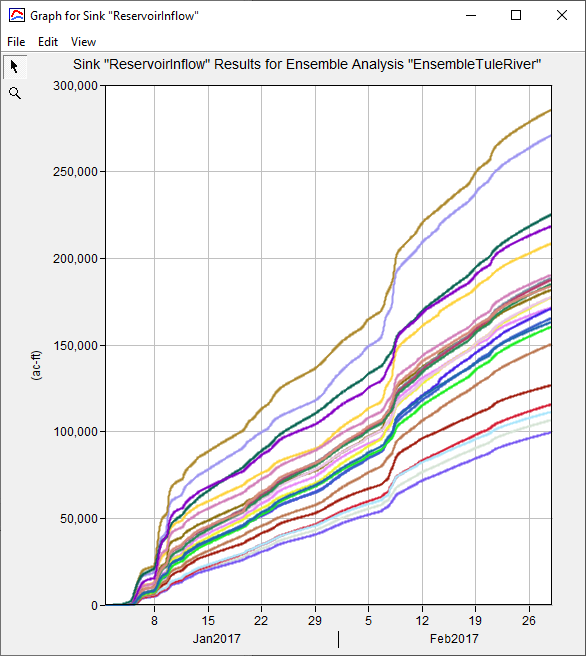 Graph for Sink "ReservoirInflow"
File Edit View
Sink "ReservoirInflow" Results for Ensemble Analysis "EnsembleTuleRiver"
300,000
250,000
200,000
150,000
100,000
50,000
0
(ac-ft)
8 15 22 29 5 12 19 26
Jan2017 Feb2017